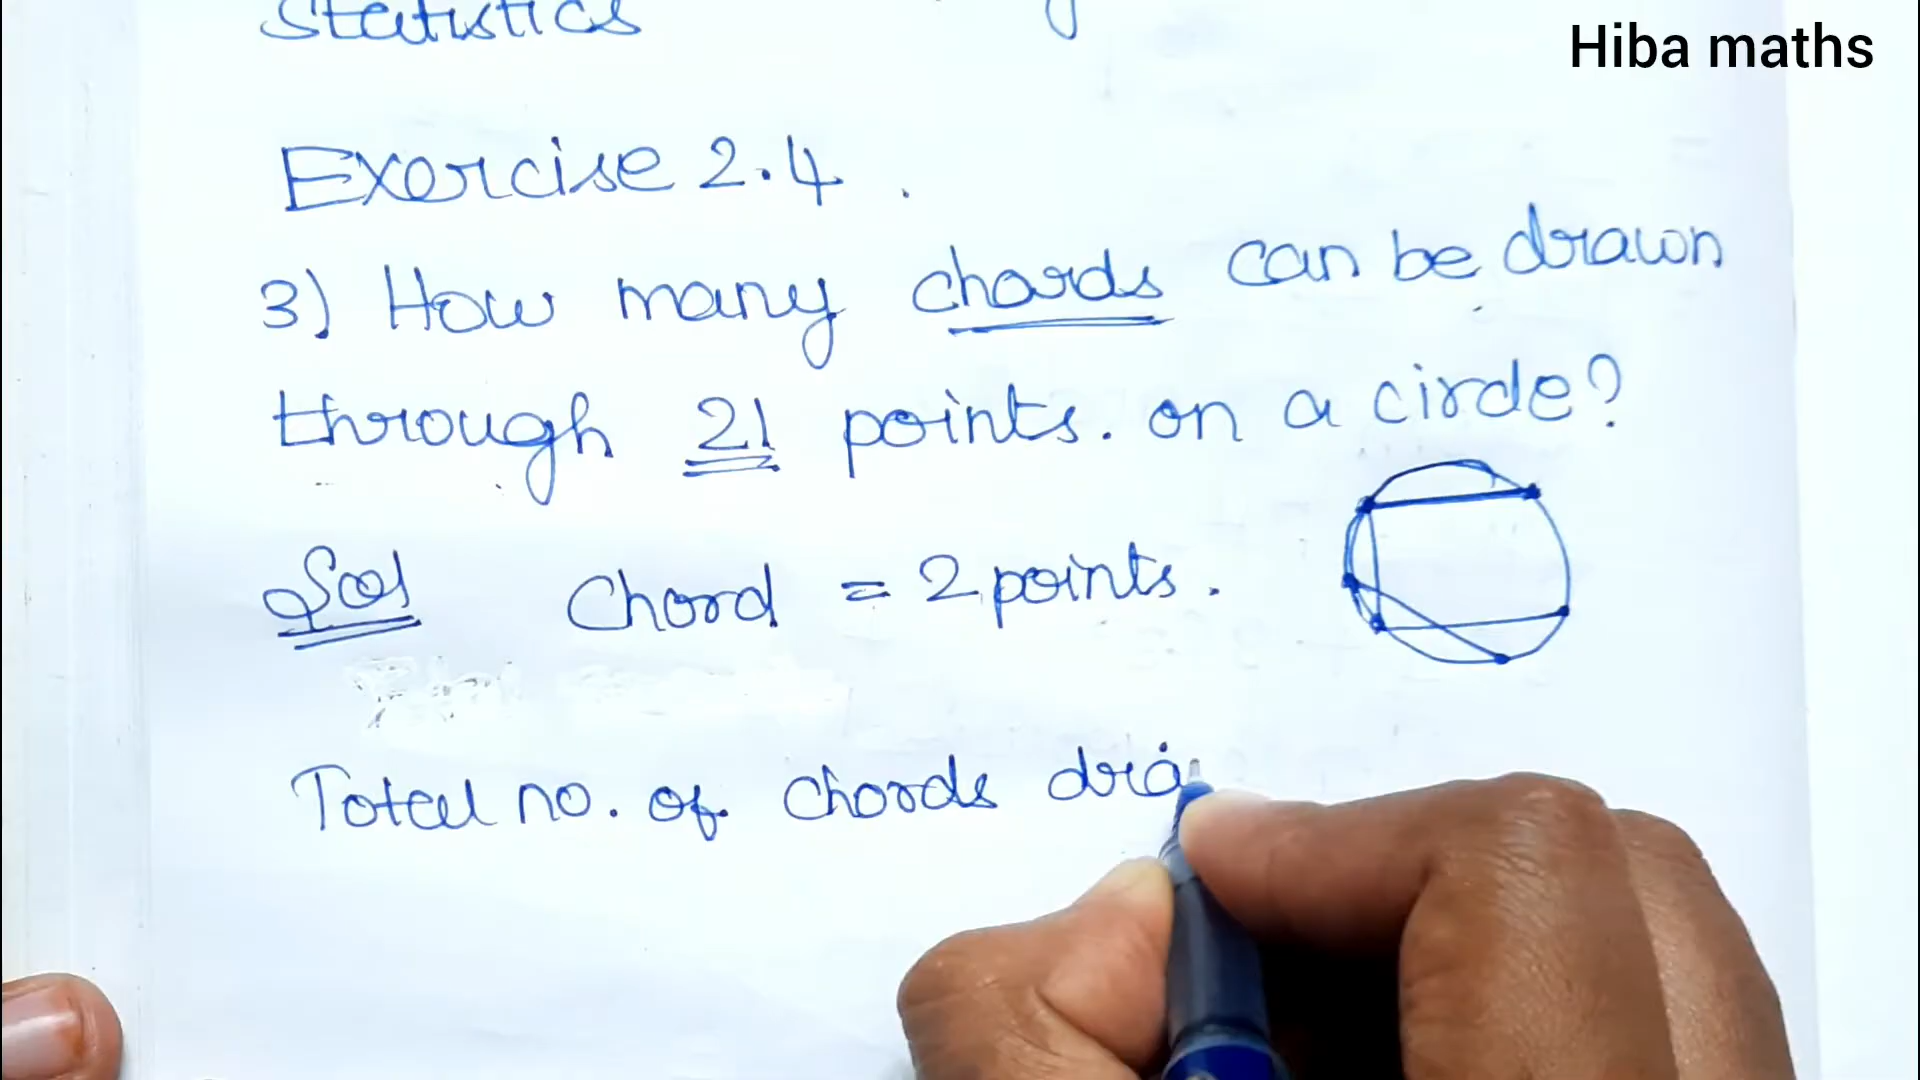 Statistics
Hiba maths
Exercise 2.4.
3) How many chords can be drawn
through 21 points. on a circle?
Sol Chord = 2 points.
Total no. of chords dra